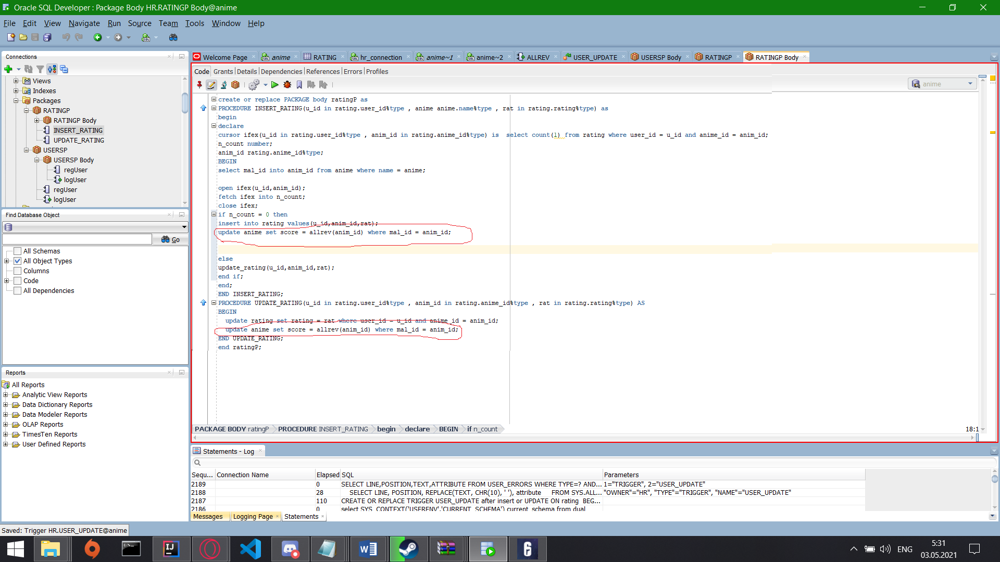 Oracle SQL Developer : Package Body HR.RATINGP Body@anime
File Edit View Navigate Run Source Team Tools Window Help
Connections
Views
Indexes
Packages
RATINGP
RATINGP Body
INSERT_RATING
UPDATE_RATING
USERSP
USERSP Body
regUser
logUser
regUser
logUser
Find Database Object
Go
All Schemas
All Object Types
Columns
Code
All Dependencies
Reports
All Reports
Analytic View Reports
Data Dictionary Reports
Data Modeler Reports
OLAP Reports
TimesTen Reports
User Defined Reports
Welcome Page anime RATING hr_connection anime~1 anime~2 ALLREV USER_UPDATE USERSP Body RATINGP RATINGP Body
Code Grants Details Dependencies References Errors Profiles
anime
create or replace PACKAGE body ratingP as
PROCEDURE INSERT_RATING(u_id in rating.user_id%type , anime anime.name%type , rat in rating.rating%type) as
begin
declare
cursor ifex(u_id in rating.user_id%type , anim_id in rating.anime_id%type) is  select count(1) from rating where user_id = u_id and anime_id = anim_id;
n_count number;
anim_id rating.anime_id%type;
BEGIN
select mal_id into anim_id from anime where name = anime;
open ifex(u_id,anim_id);
fetch ifex into n_count;
close ifex;
if n_count = 0 then
insert into rating values(u_id,anim_id,rat);
update anime set score = allrev(anim_id) where mal_id = anim_id;
else
update_rating(u_id,anim_id,rat);
end if;
end;
END INSERT_RATING;
PROCEDURE UPDATE_RATING(u_id in rating.user_id%type , anim_id in rating.anime_id%type , rat in rating.rating%type) AS
BEGIN
update rating set rating = rat where user_id = u_id and anime_id = anim_id;
update anime set score = allrev(anim_id) where mal_id = anim_id;
END UPDATE_RATING;
end ratingP;
PACKAGE BODY ratingP PROCEDURE INSERT_RATING begin declare BEGIN if n_count
18:1
Statements - Log
Sequ... Connection Name Elapsed SQL Parameters
2189 0 SELECT LINE,POSITION,TEXT,ATTRIBUTE FROM USER_ERRORS WHERE TYPE=? AND... 1="TRIGGER", 2="USER_UPDATE"
2188 28 SELECT LINE, POSITION, REPLACE(TEXT, CHR(10), ' '), attribute FROM SYS.ALL... "OWNER"="HR", "TYPE"="TRIGGER", "NAME"="USER_UPDATE"
2187 110 CREATE OR REPLACE TRIGGER USER_UPDATE after insert or UPDATE ON rating BEG...
2186 0 select SYS_CONTEXT('USERENV','CURRENT_SCHEMA') current_schema from dual
Messages Logging Page Statements
Saved: Trigger HR.USER_UPDATE@anime
ENG
5:31
03.05.2021